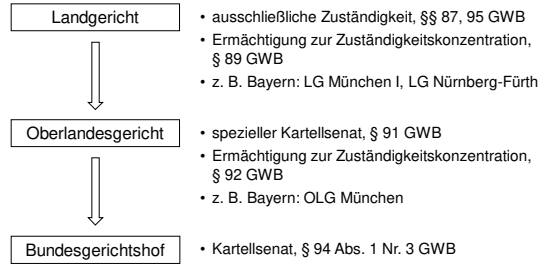 Landgericht
• ausschließliche Zuständigkeit, §§ 87, 95 GWB
• Ermächtigung zur Zuständigkeitskonzentration,
§ 89 GWB
• z. B. Bayern: LG München I, LG Nürnberg-Fürth
Oberlandesgericht
• spezieller Kartellsenat, § 91 GWB
• Ermächtigung zur Zuständigkeitskonzentration,
§ 92 GWB
• z. B. Bayern: OLG München
Bundesgerichtshof
• Kartellsenat, § 94 Abs. 1 Nr. 3 GWB